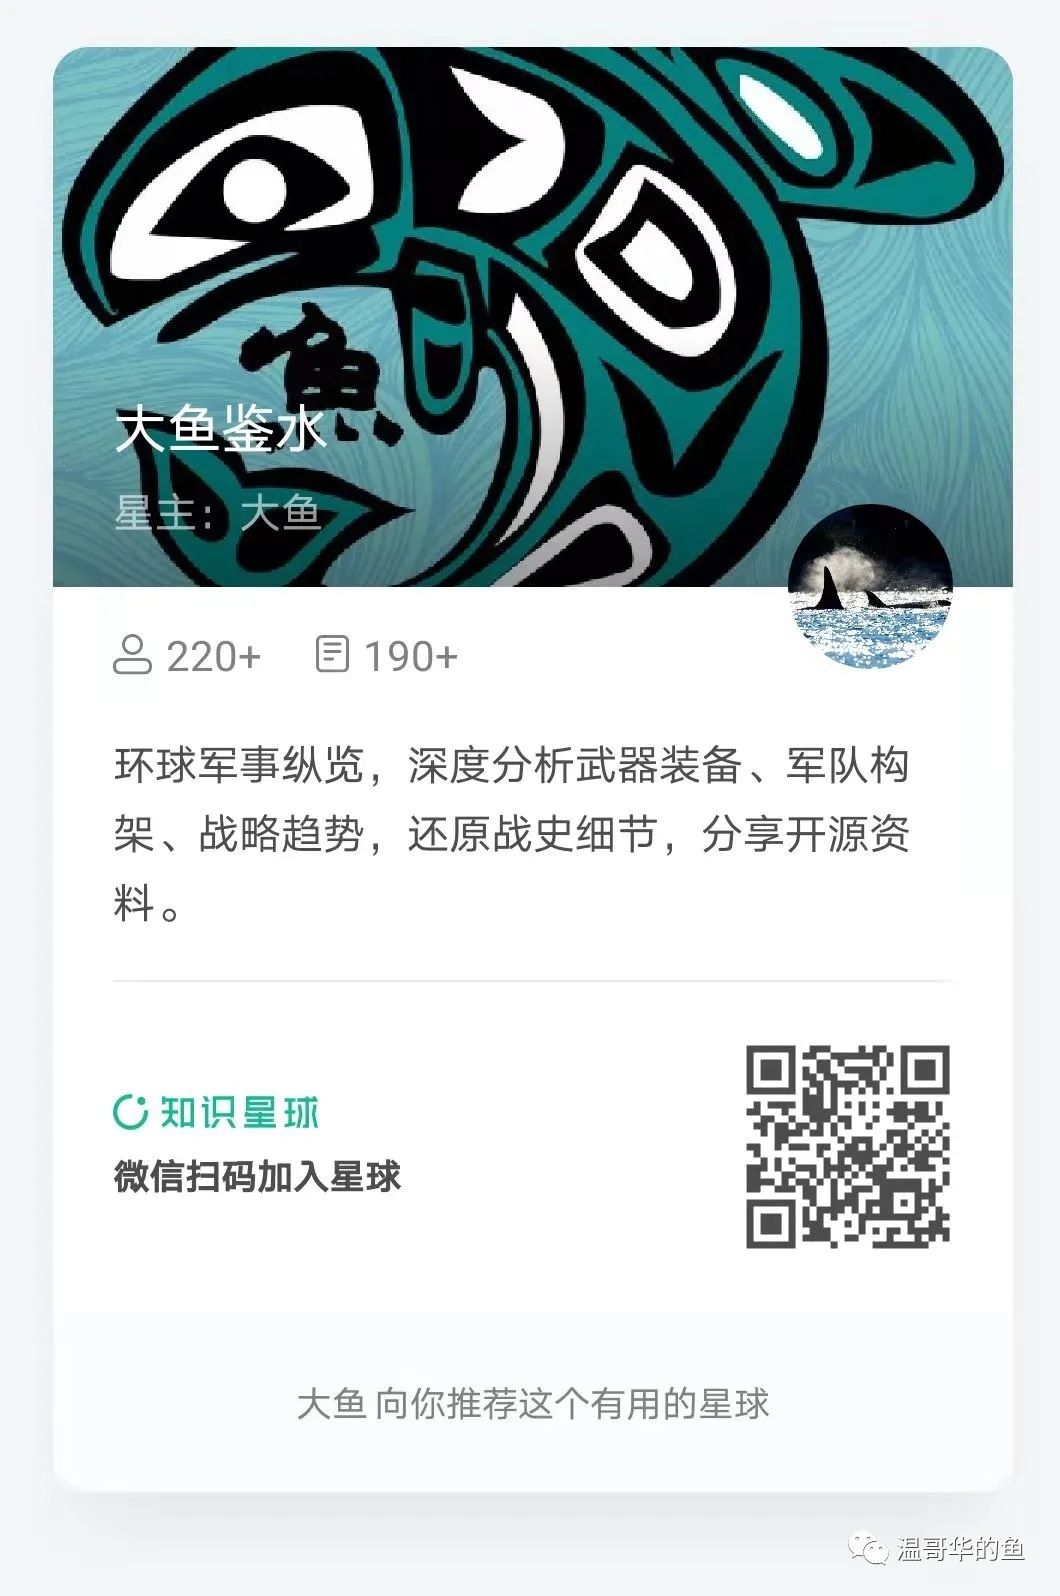 魚
大鱼鉴水
星主：大鱼
220+ 190+
环球军事纵览，深度分析武器装备、军队构
架、战略趋势，还原战史细节，分享开源资
料。
知识星球
微信扫码加入星球
大鱼 向你推荐这个有用的星球
温哥华的鱼